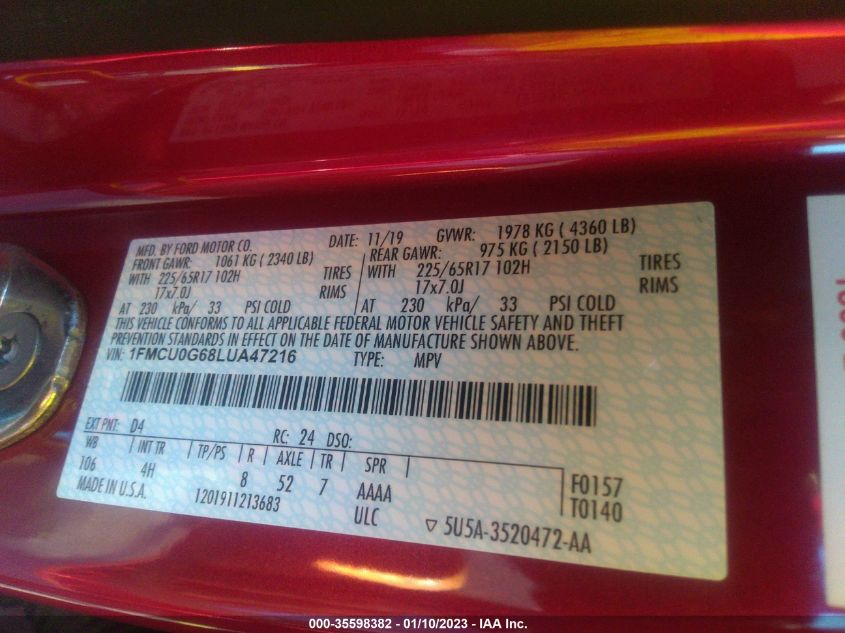 MFD. BY FORD MOTOR CO. DATE: 11/19 GVWR: 1978 KG ( 4360 LB)
FRONT GAWR: 1061 KG ( 2340 LB) REAR GAWR: 975 KG ( 2150 LB)
WITH 225/65R17 102H TIRES WITH 225/65R17 102H TIRES
17x7.0J RIMS 17x7.0J RIMS
AT 230 kPa/ 33 PSI COLD AT 230 kPa/ 33 PSI COLD
THIS VEHICLE CONFORMS TO ALL APPLICABLE FEDERAL MOTOR VEHICLE SAFETY AND THEFT
PREVENTION STANDARDS IN EFFECT ON THE DATE OF MANUFACTURE SHOWN ABOVE.
VIN: 1FMCU0G68LUA47216 TYPE: MPV
EXT PNT: D4 RC: 24 DSO:
WB INT TR TP/PS R AXLE TR SPR
106 4H 8 52 7 AAAA F0157
MADE IN U.S.A. 1201911213683 ULC T0140
5U5A-3520472-AA
000-35598382 - 01/10/2023 - IAA Inc.